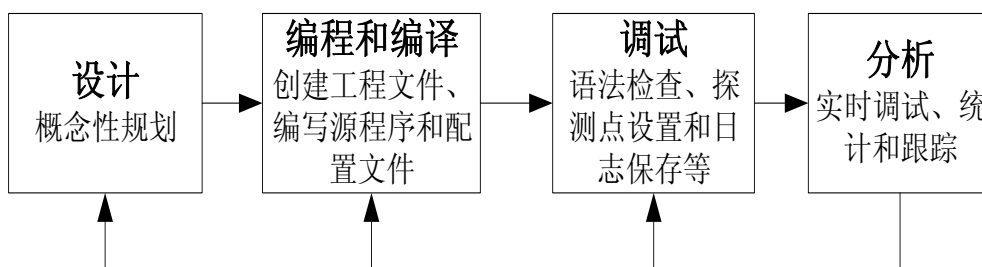 设计
概念性规划
编程和编译
创建工程文件、
编写源程序和配
置文件
调试
语法检查、探
测点设置和日
志保存等
分析
实时调试、统
计和跟踪